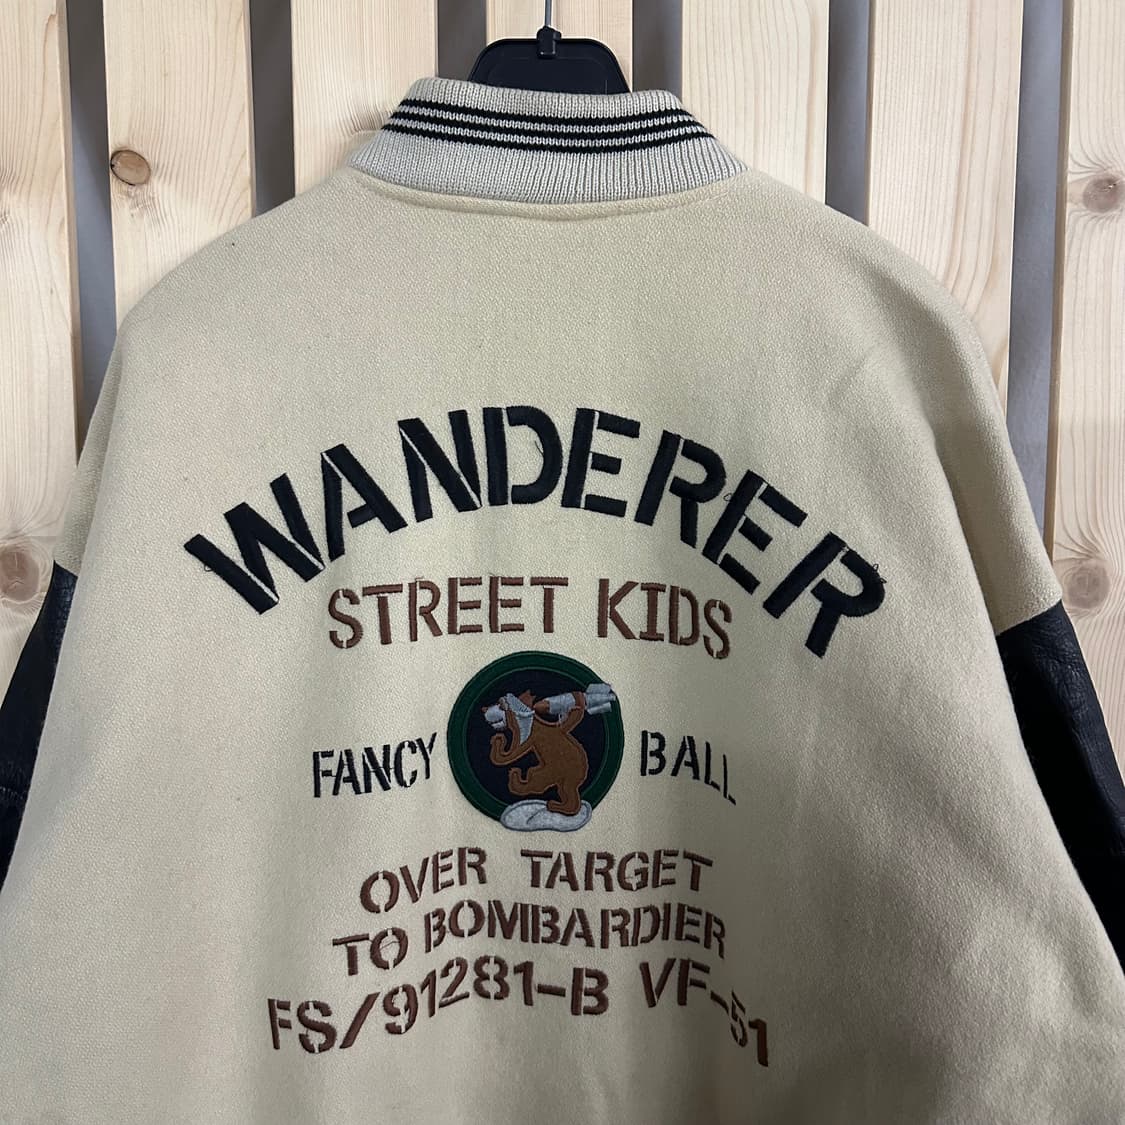 WANDERER
STREET KIDS
FANCY BALL
OVER TARGET
TO BOMBARDIER
FS/91281-B VF-51